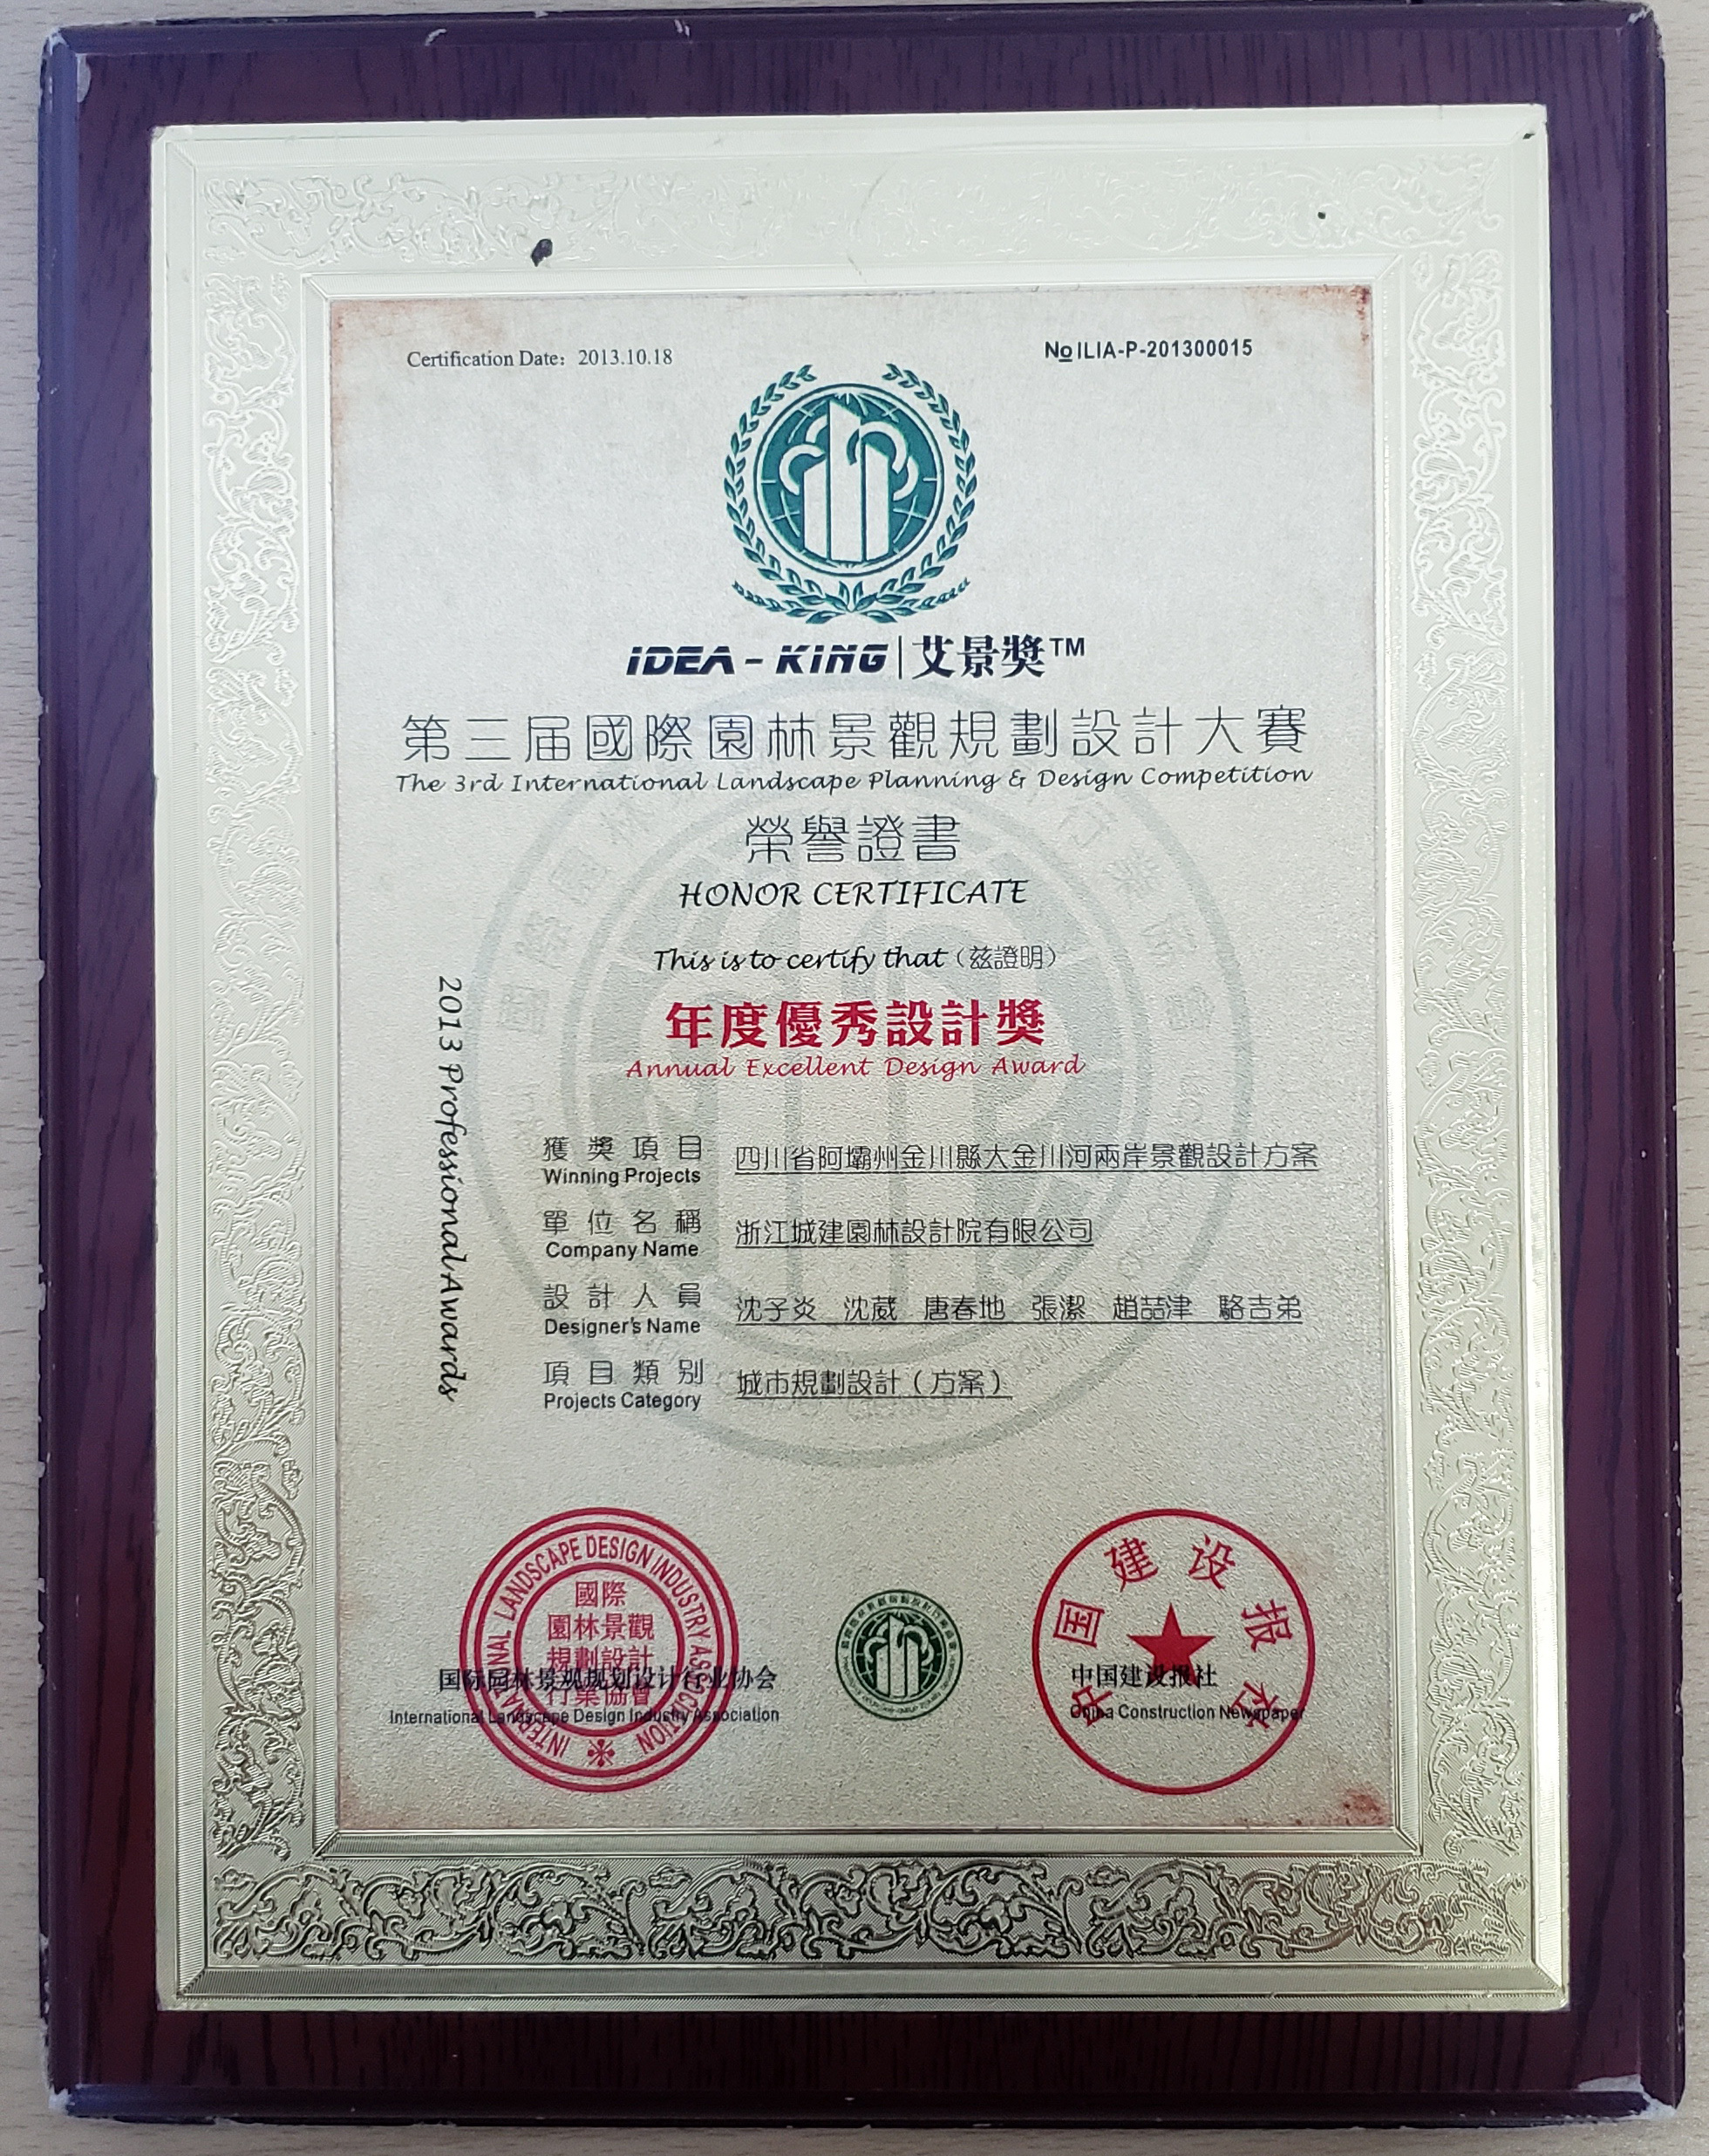 Certification Date: 2013.10.18
No ILIA-P-201300015
IDEA-KING|艾景獎™
第三届國際園林景觀規劃設計大賽
The 3rd International Landscape Planning & Design Competition
榮譽證書
HONOR CERTIFICATE
This is to certify that（兹證明）
年度優秀設計獎
Annual Excellent Design Award
2013 Professional Awards
獲獎項目 四川省阿壩州金川縣大金川河兩岸景觀設計方案
Winning Projects
單位名稱 浙江城建園林設計院有限公司
Company Name
設計人員 沈子炎 沈葳 唐春地 張潔 趙喆津 駱吉弟
Designer's Name
項目類别 城市規劃設計（方案）
Projects Category
INTERNATIONAL LANDSCAPE DESIGN INDUSTRY ASSOCIATION
國際
園林景觀
規劃設計
行業協會
国际园林景观规划设计行业协会
International Landscape Design Industry Association
中国建设报社
中国建设报社
China Construction Newspaper